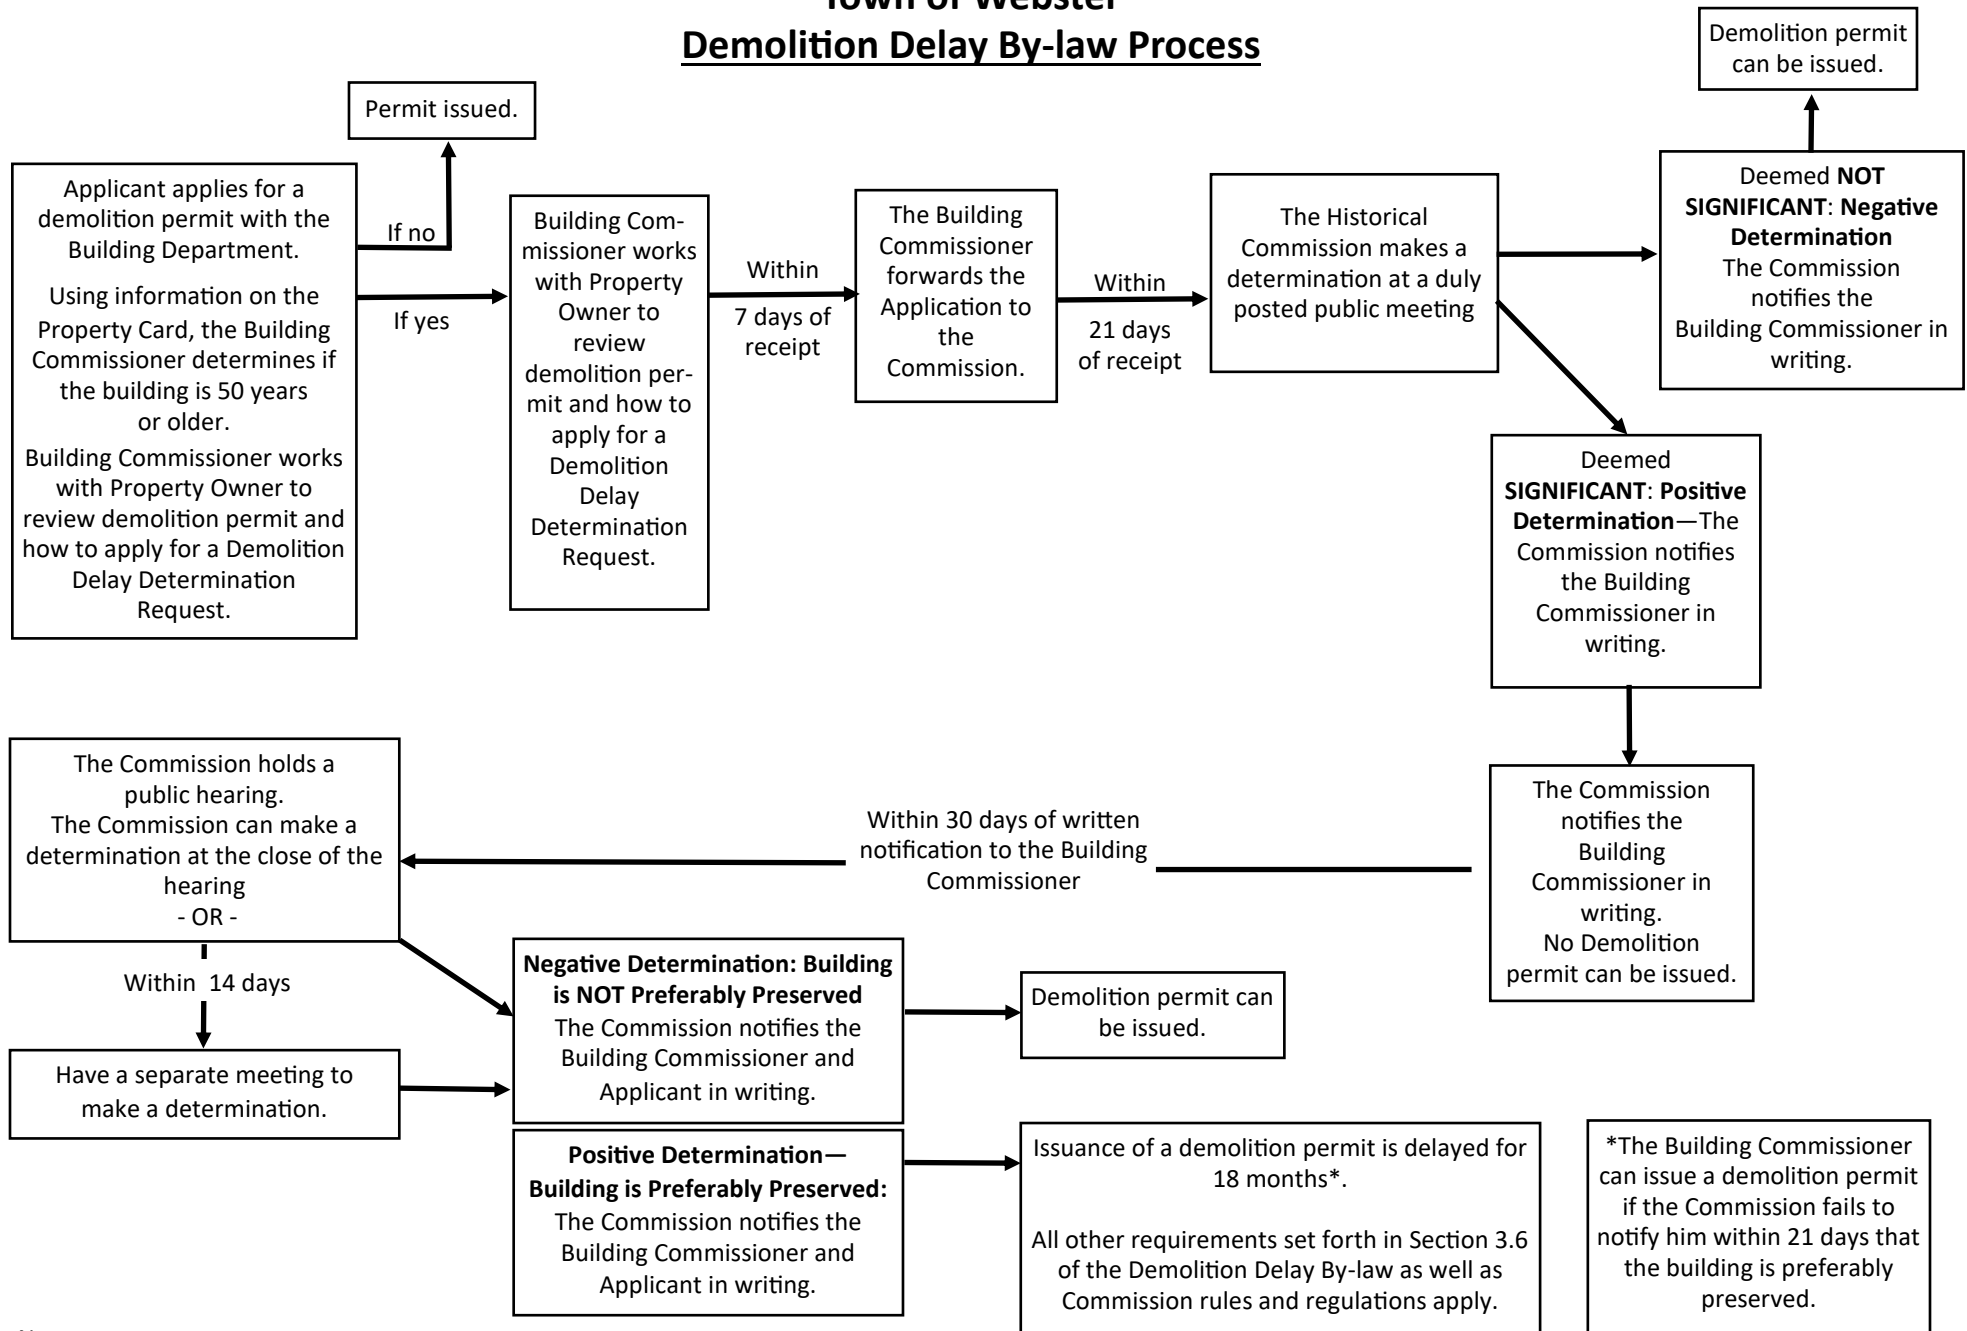 Town of Webster
Demolition Delay By-law Process
Demolition permit
can be issued.
Permit issued.
Applicant applies for a
demolition permit with the
Building Department.
Using information on the
Property Card, the Building
Commissioner determines if
the building is 50 years
or older.
Building Commissioner works
with Property Owner to
review demolition permit and
how to apply for a Demolition
Delay Determination
Request.
If no
If yes
Building Com-
missioner works
with Property
Owner to
review
demolition per-
mit and how to
apply for a
Demolition
Delay
Determination
Request.
Within
7 days of
receipt
The Building
Commissioner
forwards the
Application to
the
Commission.
Within
21 days
of receipt
The Historical
Commission makes a
determination at a duly
posted public meeting
Deemed NOT
SIGNIFICANT: Negative
Determination
The Commission
notifies the
Building Commissioner in
writing.
Deemed
SIGNIFICANT: Positive
Determination—The
Commission notifies
the Building
Commissioner in
writing.
The Commission
notifies the
Building
Commissioner in
writing.
No Demolition
permit can be issued.
Within 30 days of written
notification to the Building
Commissioner
The Commission holds a
public hearing.
The Commission can make a
determination at the close of the
hearing
- OR -
Within 14 days
Have a separate meeting to
make a determination.
Negative Determination: Building
is NOT Preferably Preserved
The Commission notifies the
Building Commissioner and
Applicant in writing.
Demolition permit can
be issued.
Positive Determination—
Building is Preferably Preserved:
The Commission notifies the
Building Commissioner and
Applicant in writing.
Issuance of a demolition permit is delayed for
18 months*.
All other requirements set forth in Section 3.6
of the Demolition Delay By-law as well as
Commission rules and regulations apply.
*The Building Commissioner
can issue a demolition permit
if the Commission fails to
notify him within 21 days that
the building is preferably
preserved.